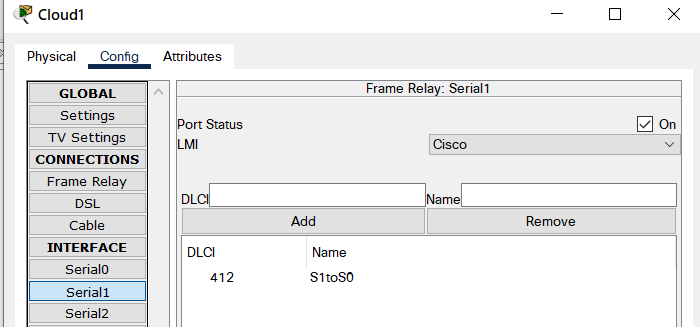 Cloud1
Physical Config Attributes
GLOBAL
Settings
TV Settings
CONNECTIONS
Frame Relay
DSL
Cable
INTERFACE
Serial0
Serial1
Serial2
Frame Relay: Serial1
Port Status On
LMI Cisco
DLCI Name
Add Remove
DLCI Name
412 S1toS0